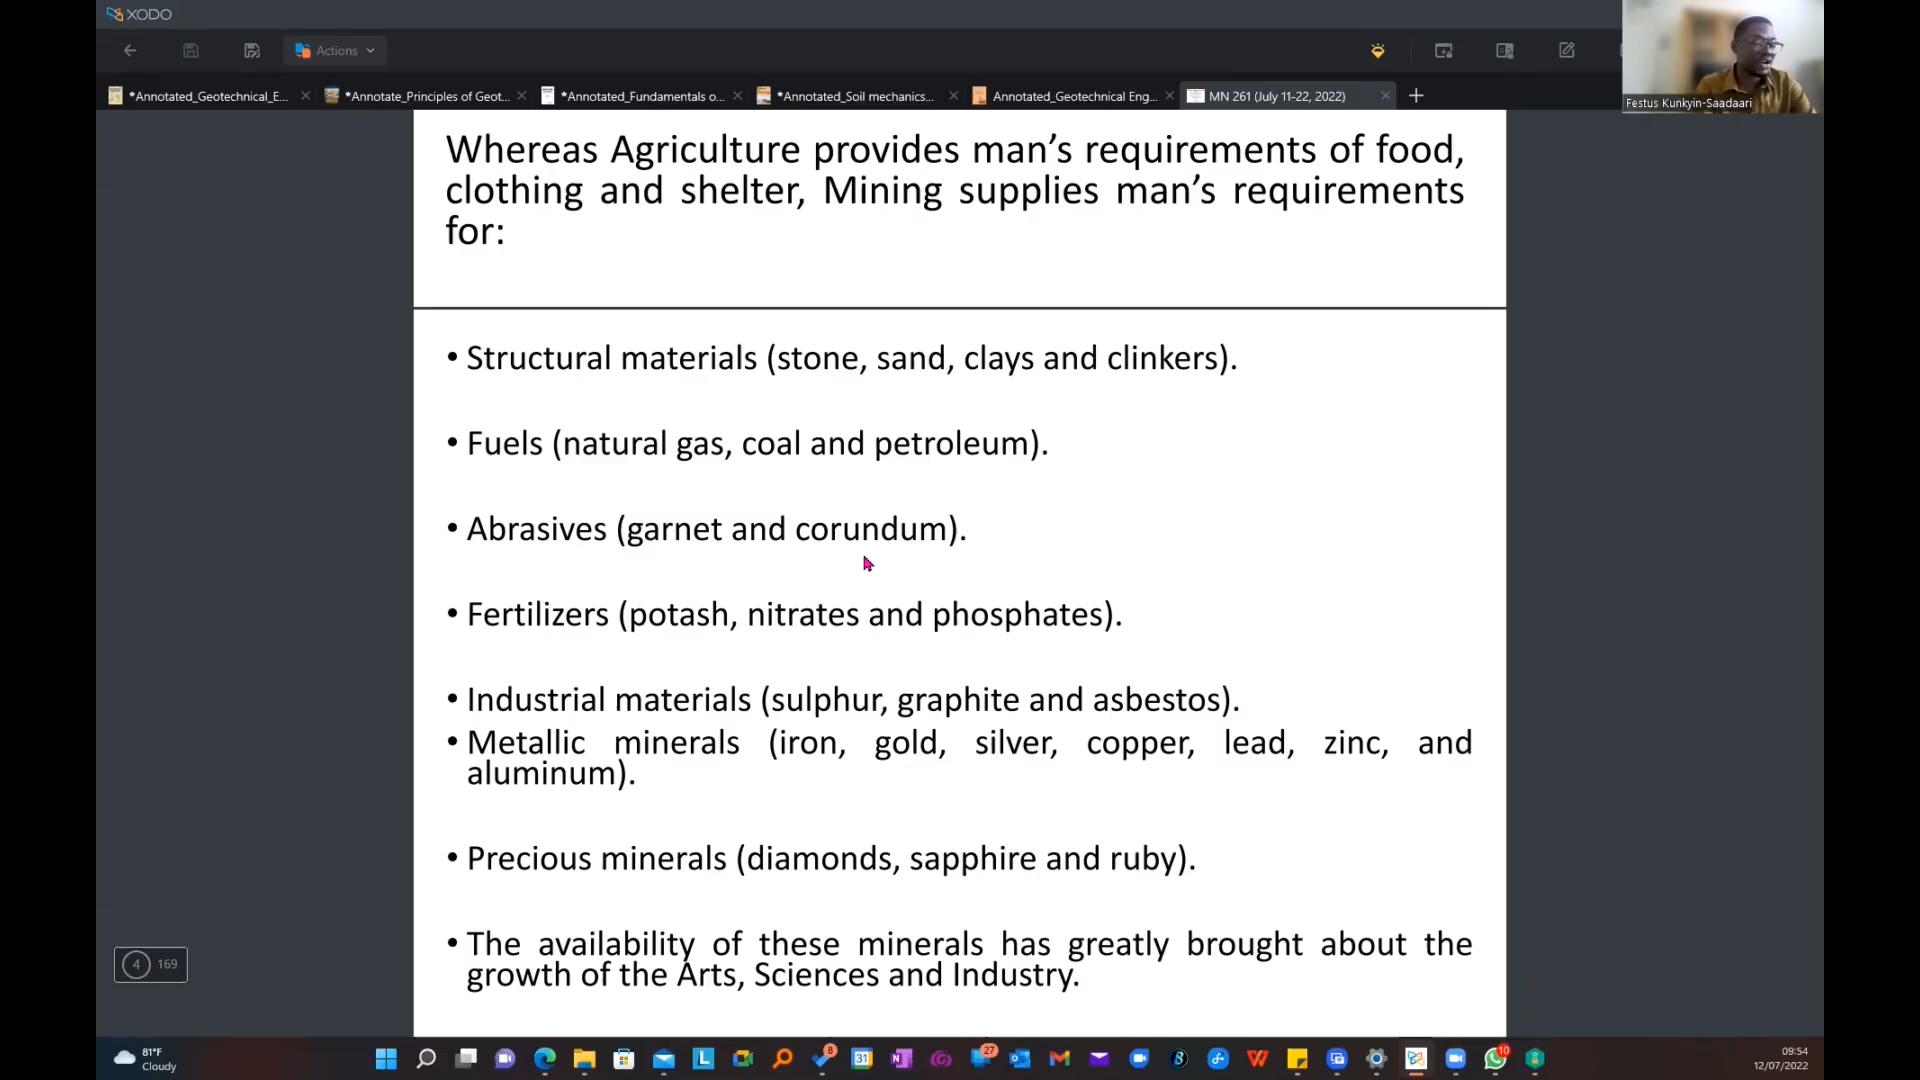 XODO
Actions
*Annotated_Geotechnical_E...
*Annotate_Principles of Geot...
*Annotated_Fundamentals o...
*Annotated_Soil mechanics...
Annotated_Geotechnical Eng...
MN 261 (July 11-22, 2022)
Festus Kunkyin-Saadaari
Whereas Agriculture provides man’s requirements of food,
clothing and shelter, Mining supplies man’s requirements
for:
• Structural materials (stone, sand, clays and clinkers).
• Fuels (natural gas, coal and petroleum).
• Abrasives (garnet and corundum).
• Fertilizers (potash, nitrates and phosphates).
• Industrial materials (sulphur, graphite and asbestos).
• Metallic minerals (iron, gold, silver, copper, lead, zinc, and
aluminum).
• Precious minerals (diamonds, sapphire and ruby).
• The availability of these minerals has greatly brought about the
growth of the Arts, Sciences and Industry.
4 169
81°F
Cloudy
8
31
27
10
09:54
12/07/2022